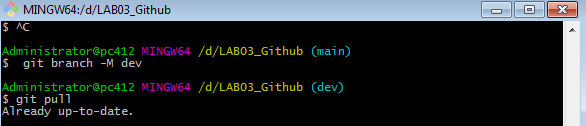 MINGW64:/d/LAB03_Github
$ ^C
Administrator@pc412 MINGW64 /d/LAB03_Github (main)
$  git branch -M dev
Administrator@pc412 MINGW64 /d/LAB03_Github (dev)
$ git pull
Already up-to-date.